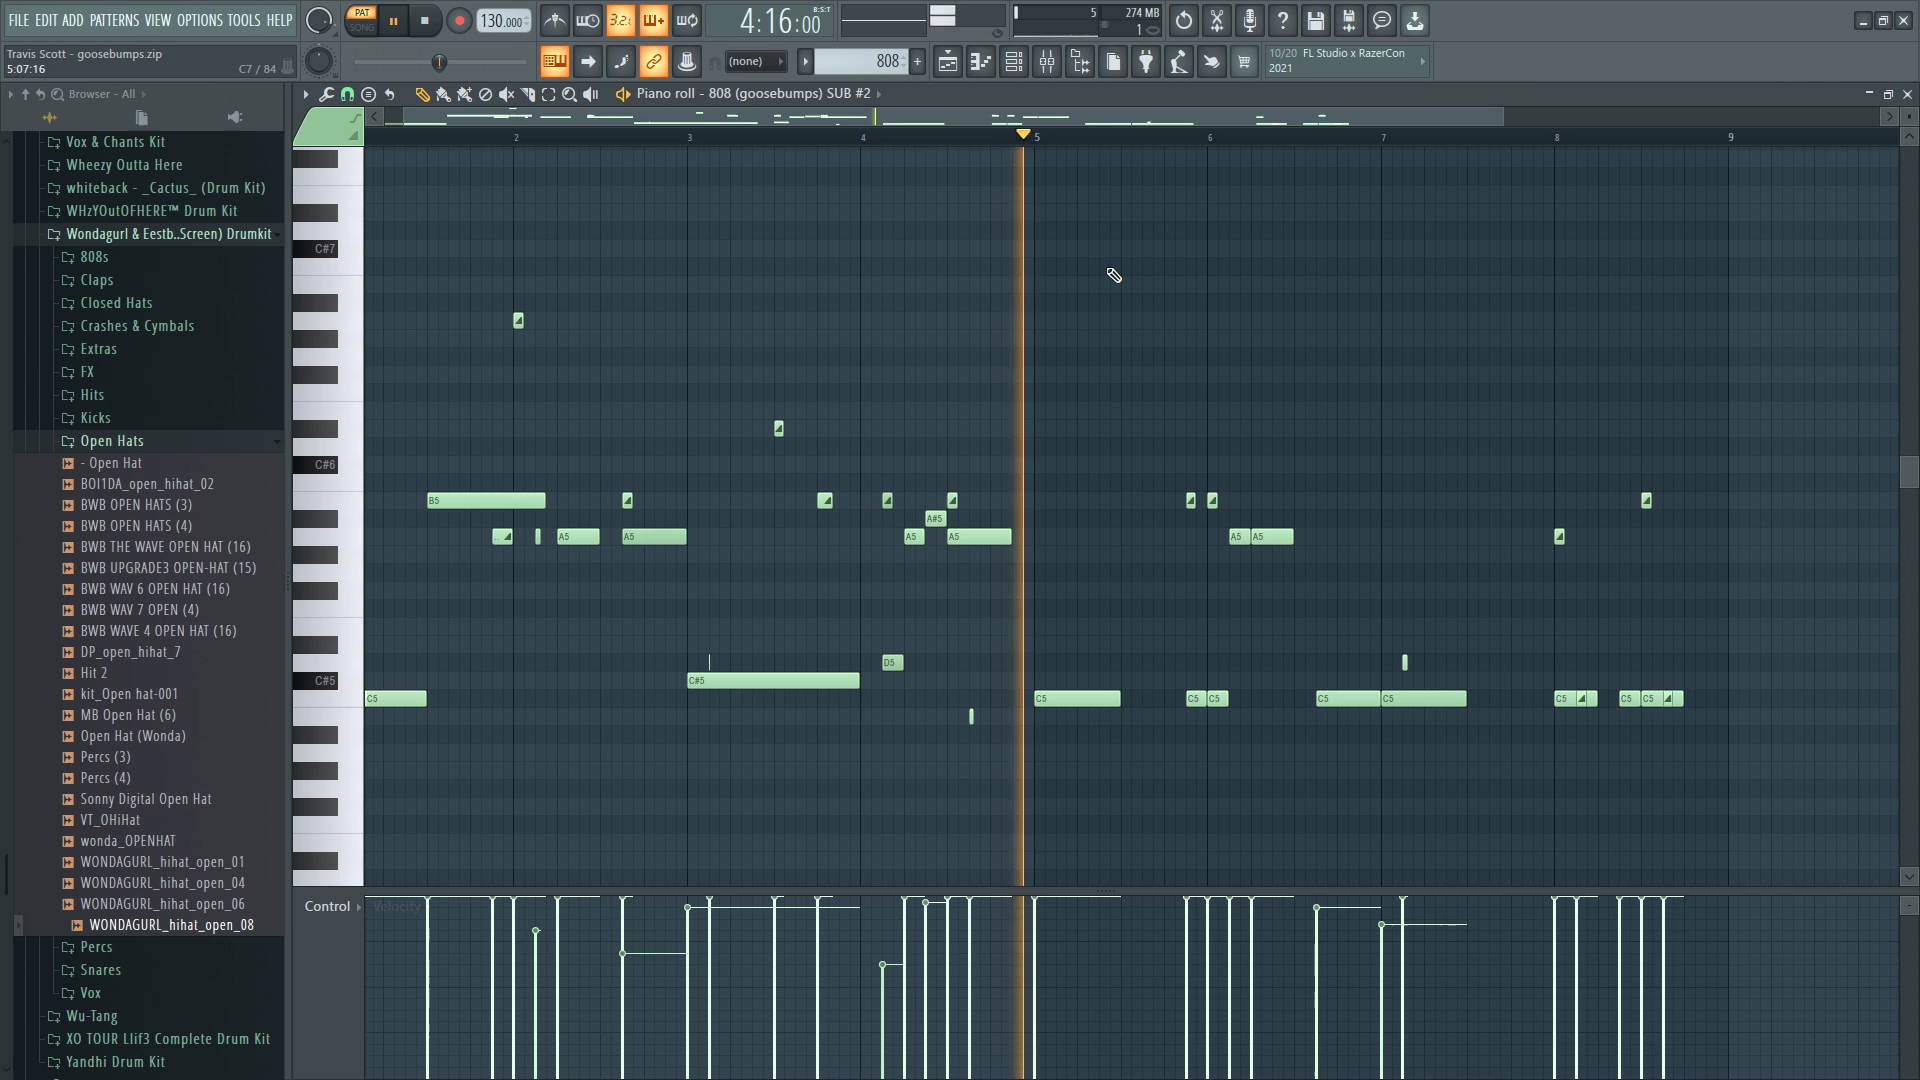 FILE EDIT ADD PATTERNS VIEW OPTIONS TOOLS HELP
PAT
SONG
130.000
3.2.
4:16:00
B:S:T
5
274 MB
1
Travis Scott - goosebumps.zip
5:07:16
C7 / 84
(none)
808
10/20 FL Studio x RazerCon
2021
Browser - All
Piano roll - 808 (goosebumps) SUB #2
Vox & Chants Kit
Wheezy Outta Here
whiteback - _Cactus_ (Drum Kit)
WHzYOutOFHERE™ Drum Kit
Wondagurl & Eestb..Screen) Drumkit
808s
Claps
Closed Hats
Crashes & Cymbals
Extras
FX
Hits
Kicks
Open Hats
- Open Hat
BOI1DA_open_hihat_02
BWB OPEN HATS (3)
BWB OPEN HATS (4)
BWB THE WAVE OPEN HAT (16)
BWB UPGRADE3 OPEN-HAT (15)
BWB WAV 6 OPEN HAT (16)
BWB WAV 7 OPEN (4)
BWB WAVE 4 OPEN HAT (16)
DP_open_hihat_7
Hit 2
kit_Open hat-001
MB Open Hat (6)
Open Hat (Wonda)
Percs (3)
Percs (4)
Sonny Digital Open Hat
VT_OHiHat
wonda_OPENHAT
WONDAGURL_hihat_open_01
WONDAGURL_hihat_open_04
WONDAGURL_hihat_open_06
WONDAGURL_hihat_open_08
Percs
Snares
Vox
Wu-Tang
XO TOUR Llif3 Complete Drum Kit
Yandhi Drum Kit
2 3 4 5 6 7 8 9
C#7
C#6
B5
A#5
.. A5 A5 A5 A5 A5 A5
D5
C#5 C#5
C5 C5 C5 C5 C5 C5 C5 C5 C5
Control Velocity